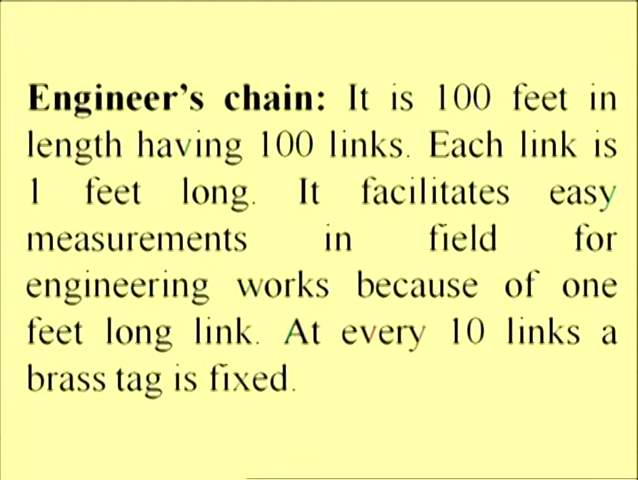 Engineer’s chain: It is 100 feet in
length having 100 links. Each link is
1 feet long. It facilitates easy
measurements in field for
engineering works because of one
feet long link. At every 10 links a
brass tag is fixed.